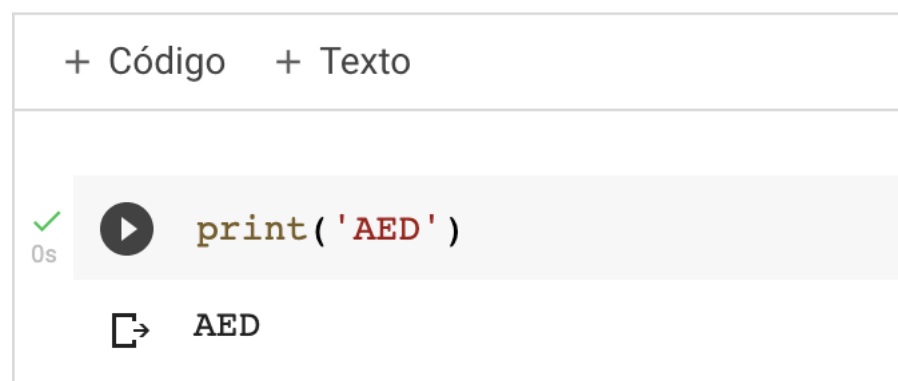 + Código + Texto
print('AED')
0s
AED